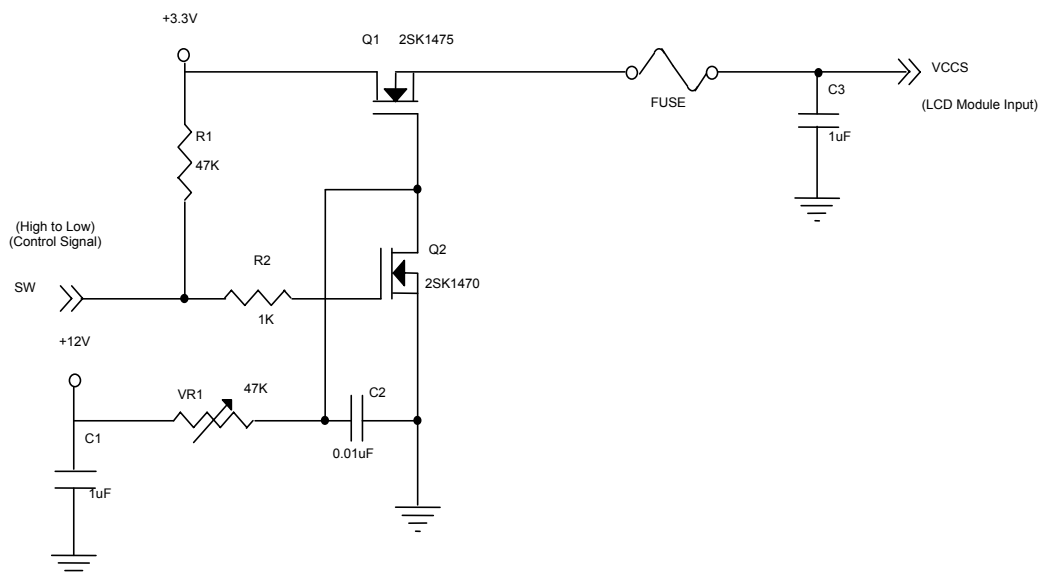 +3.3V
Q1 2SK1475
VCCS
C3
FUSE
(LCD Module Input)
R1
1uF
47K
(High to Low)
(Control Signal)
Q2
R2
2SK1470
SW
1K
+12V
VR1
47K
C2
C1
0.01uF
1uF